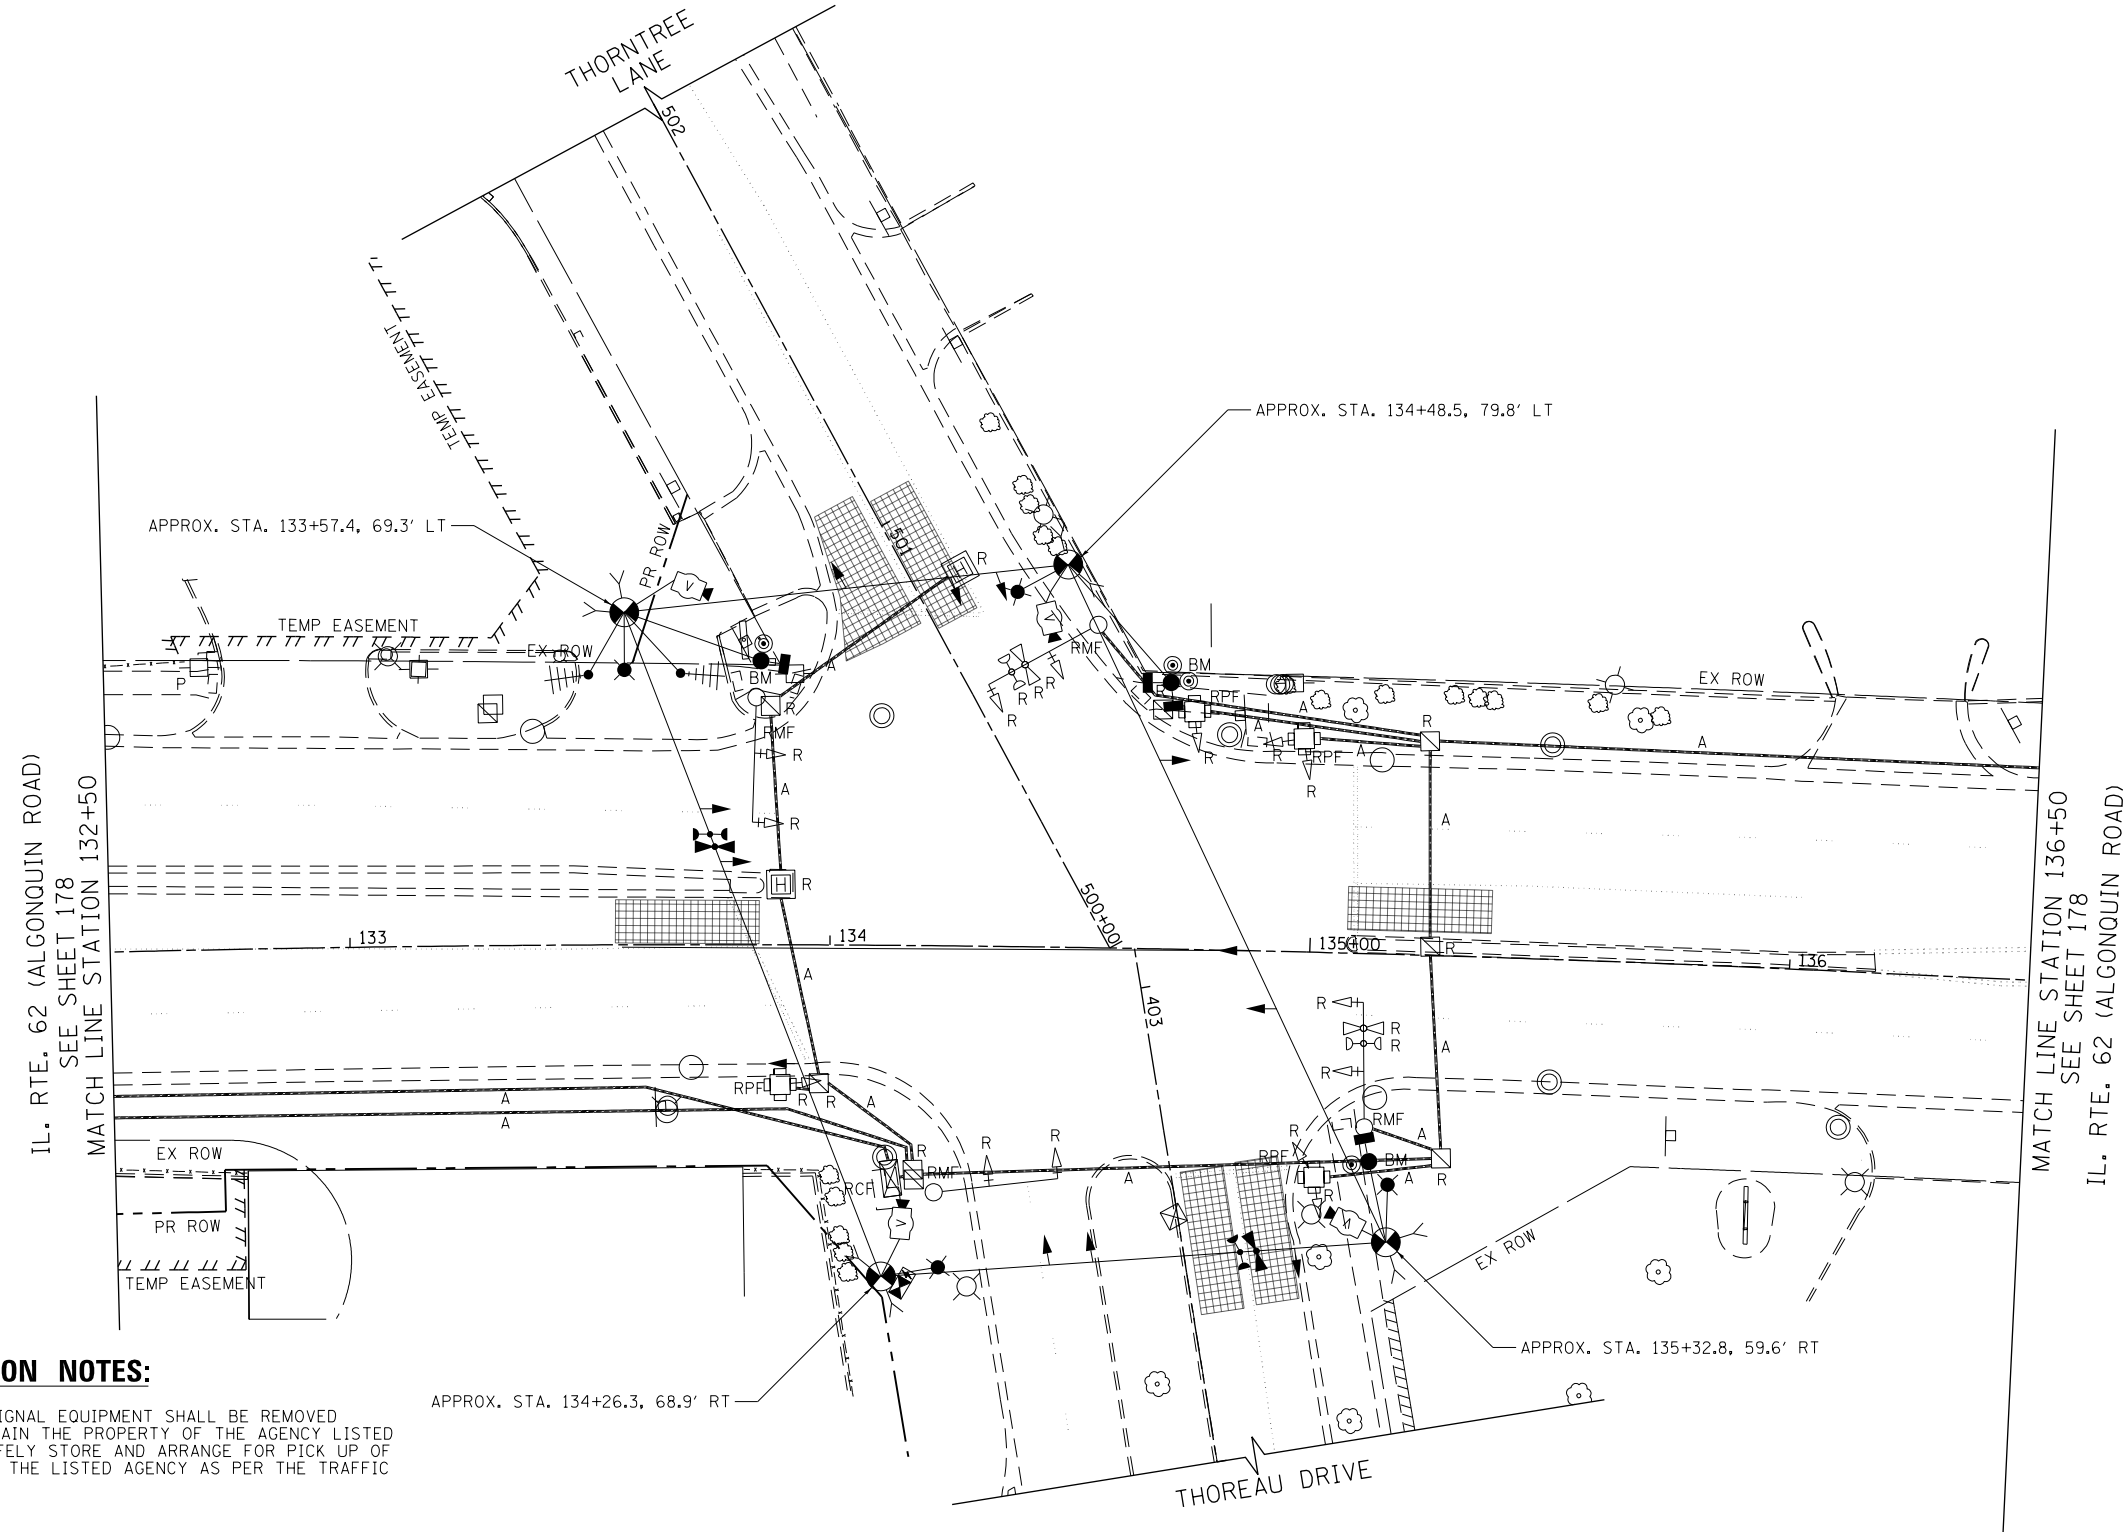 THORNTREE
LANE
502
TEMP EASEMENT
APPROX. STA. 134+48.5, 79.8' LT
APPROX. STA. 133+57.4, 69.3' LT
PR ROW
501
R
V
V
TEMP EASEMENT
EX ROW
BM
A
RMF
R
R
R
R
R
BM
R
RPF
EX ROW
P
R
RMF
R
A
A
A
R
R
RPF
R
R
A
R
A
R
A
H
R
H
500+00
133
134
135+00
136
R
A
IL. RTE. 62 (ALGONQUIN ROAD)
SEE SHEET 178
MATCH LINE STATION 132+50
MATCH LINE STATION 136+50
SEE SHEET 178
IL. RTE. 62 (ALGONQUIN ROAD)
403
R
R
R
R
A
RPF
R
R
A
A
A
EX ROW
R
RMF
R
R
RCF
A
RMF
A
RPF
R
R
BM
A
R
PR ROW
V
V
TEMP EASEMENT
EX ROW
APPROX. STA. 135+32.8, 59.6' RT
APPROX. STA. 134+26.3, 68.9' RT
ON NOTES:
IGNAL EQUIPMENT SHALL BE REMOVED
AIN THE PROPERTY OF THE AGENCY LISTED
FELY STORE AND ARRANGE FOR PICK UP OF
THE LISTED AGENCY AS PER THE TRAFFIC
THOREAU DRIVE